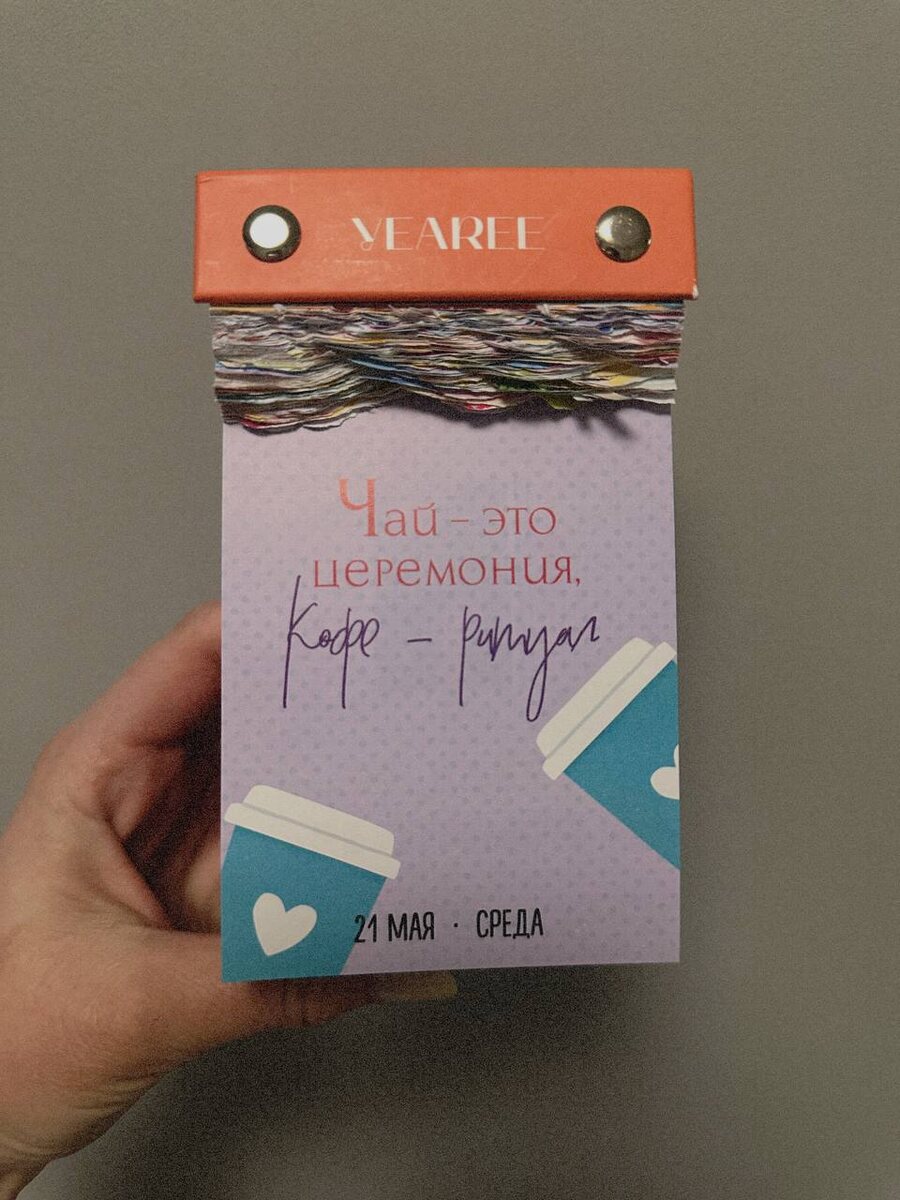 YEAREE
Чай – это
церемония,
Кофе – ритуал
21 МАЯ · СРЕДА